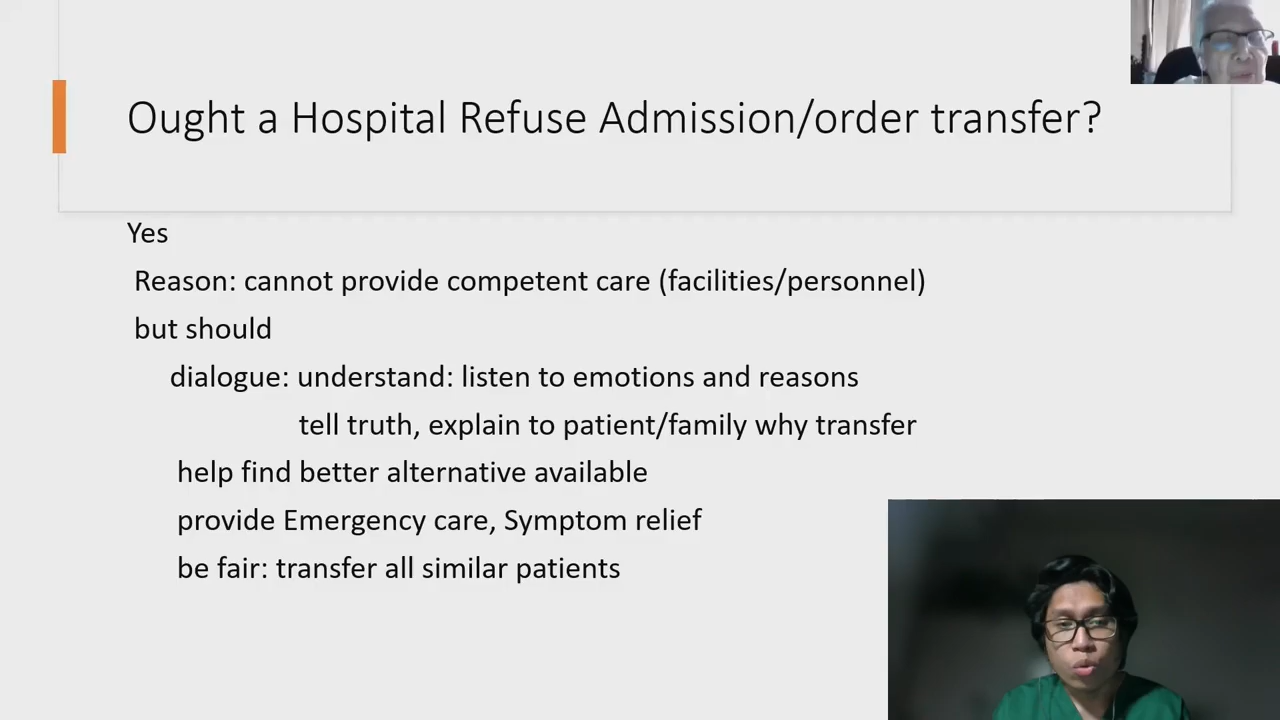 Ought a Hospital Refuse Admission/order transfer?
Yes
Reason: cannot provide competent care (facilities/personnel)
but should
dialogue: understand: listen to emotions and reasons
tell truth, explain to patient/family why transfer
help find better alternative available
provide Emergency care, Symptom relief
be fair: transfer all similar patients